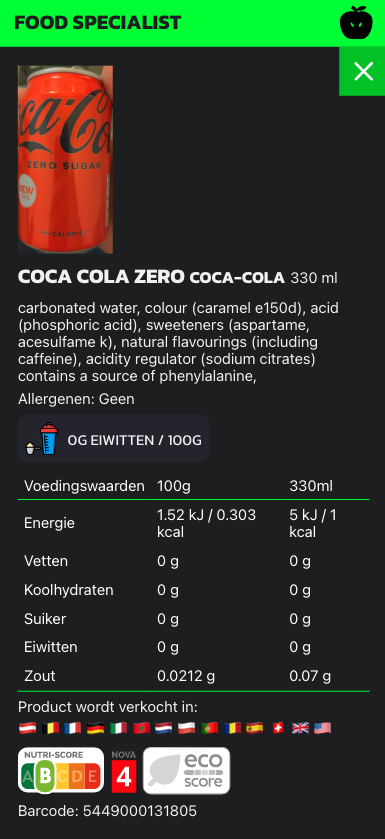 FOOD SPECIALIST
ca-Col
ZERO SUGAR
NEW
NO CALORIES
COCA COLA ZERO COCA-COLA 330 ml
carbonated water, colour (caramel e150d), acid
(phosphoric acid), sweeteners (aspartame,
acesulfame k), natural flavourings (including
caffeine), acidity regulator (sodium citrates)
contains a source of phenylalanine,
Allergenen: Geen
0G EIWITTEN / 100G
Voedingswaarden 100g 330ml
Energie 1.52 kJ / 0.303 5 kJ / 1
kcal kcal
Vetten 0 g 0 g
Koolhydraten 0 g 0 g
Suiker 0 g 0 g
Eiwitten 0 g 0 g
Zout 0.0212 g 0.07 g
Product wordt verkocht in:
NUTRI-SCORE NOVA
A B C D E 4 eco
score
Barcode: 5449000131805